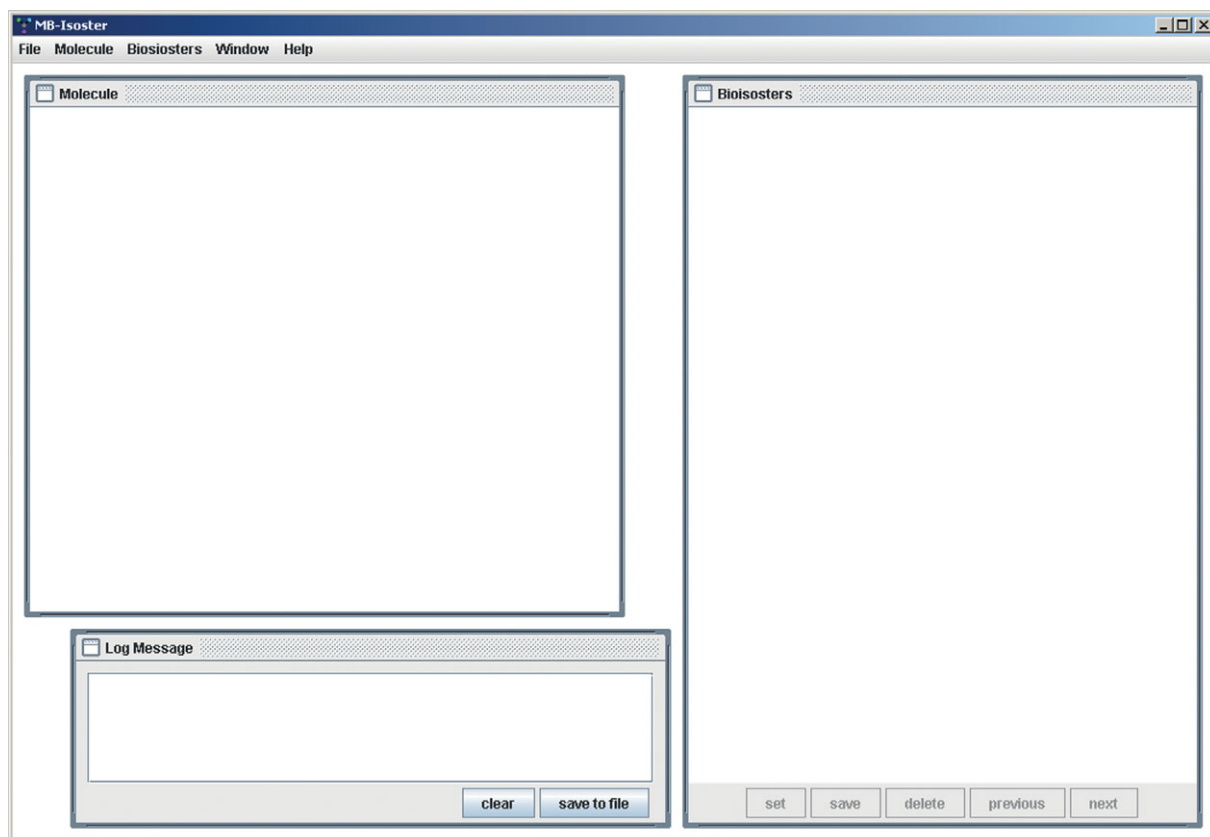 MB-Isoster
File Molecule Biosiosters Window Help
Molecule
Bioisosters
Log Message
clear save to file
set save delete previous next